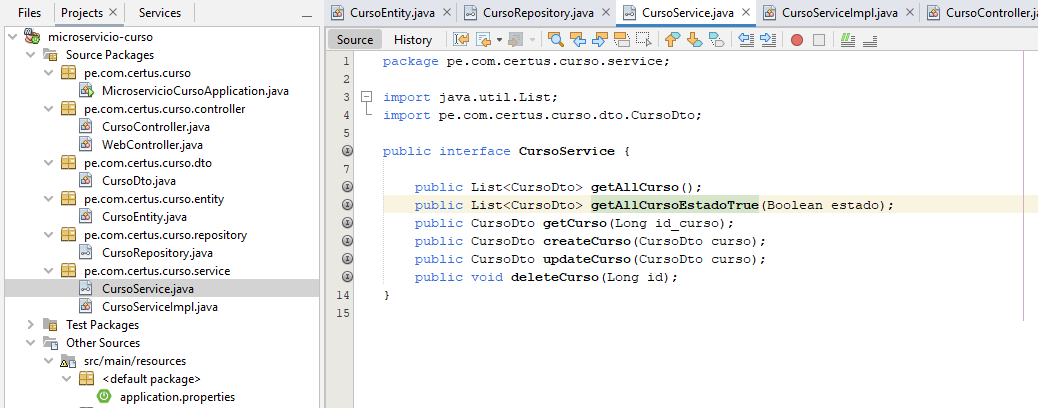 Files Projects Services
CursoEntity.java CursoRepository.java CursoService.java CursoServiceImpl.java CursoController.j
Source History
microservicio-curso
Source Packages
pe.com.certus.curso
MicroservicioCursoApplication.java
pe.com.certus.curso.controller
CursoController.java
WebController.java
pe.com.certus.curso.dto
CursoDto.java
pe.com.certus.curso.entity
CursoEntity.java
pe.com.certus.curso.repository
CursoRepository.java
pe.com.certus.curso.service
CursoService.java
CursoServiceImpl.java
Test Packages
Other Sources
src/main/resources
<default package>
application.properties
1 package pe.com.certus.curso.service;
2
3 import java.util.List;
4 import pe.com.certus.curso.dto.CursoDto;
5
public interface CursoService {
7
public List<CursoDto> getAllCurso();
public List<CursoDto> getAllCursoEstadoTrue(Boolean estado);
public CursoDto getCurso(Long id_curso);
public CursoDto createCurso(CursoDto curso);
public CursoDto updateCurso(CursoDto curso);
public void deleteCurso(Long id);
14 }
15